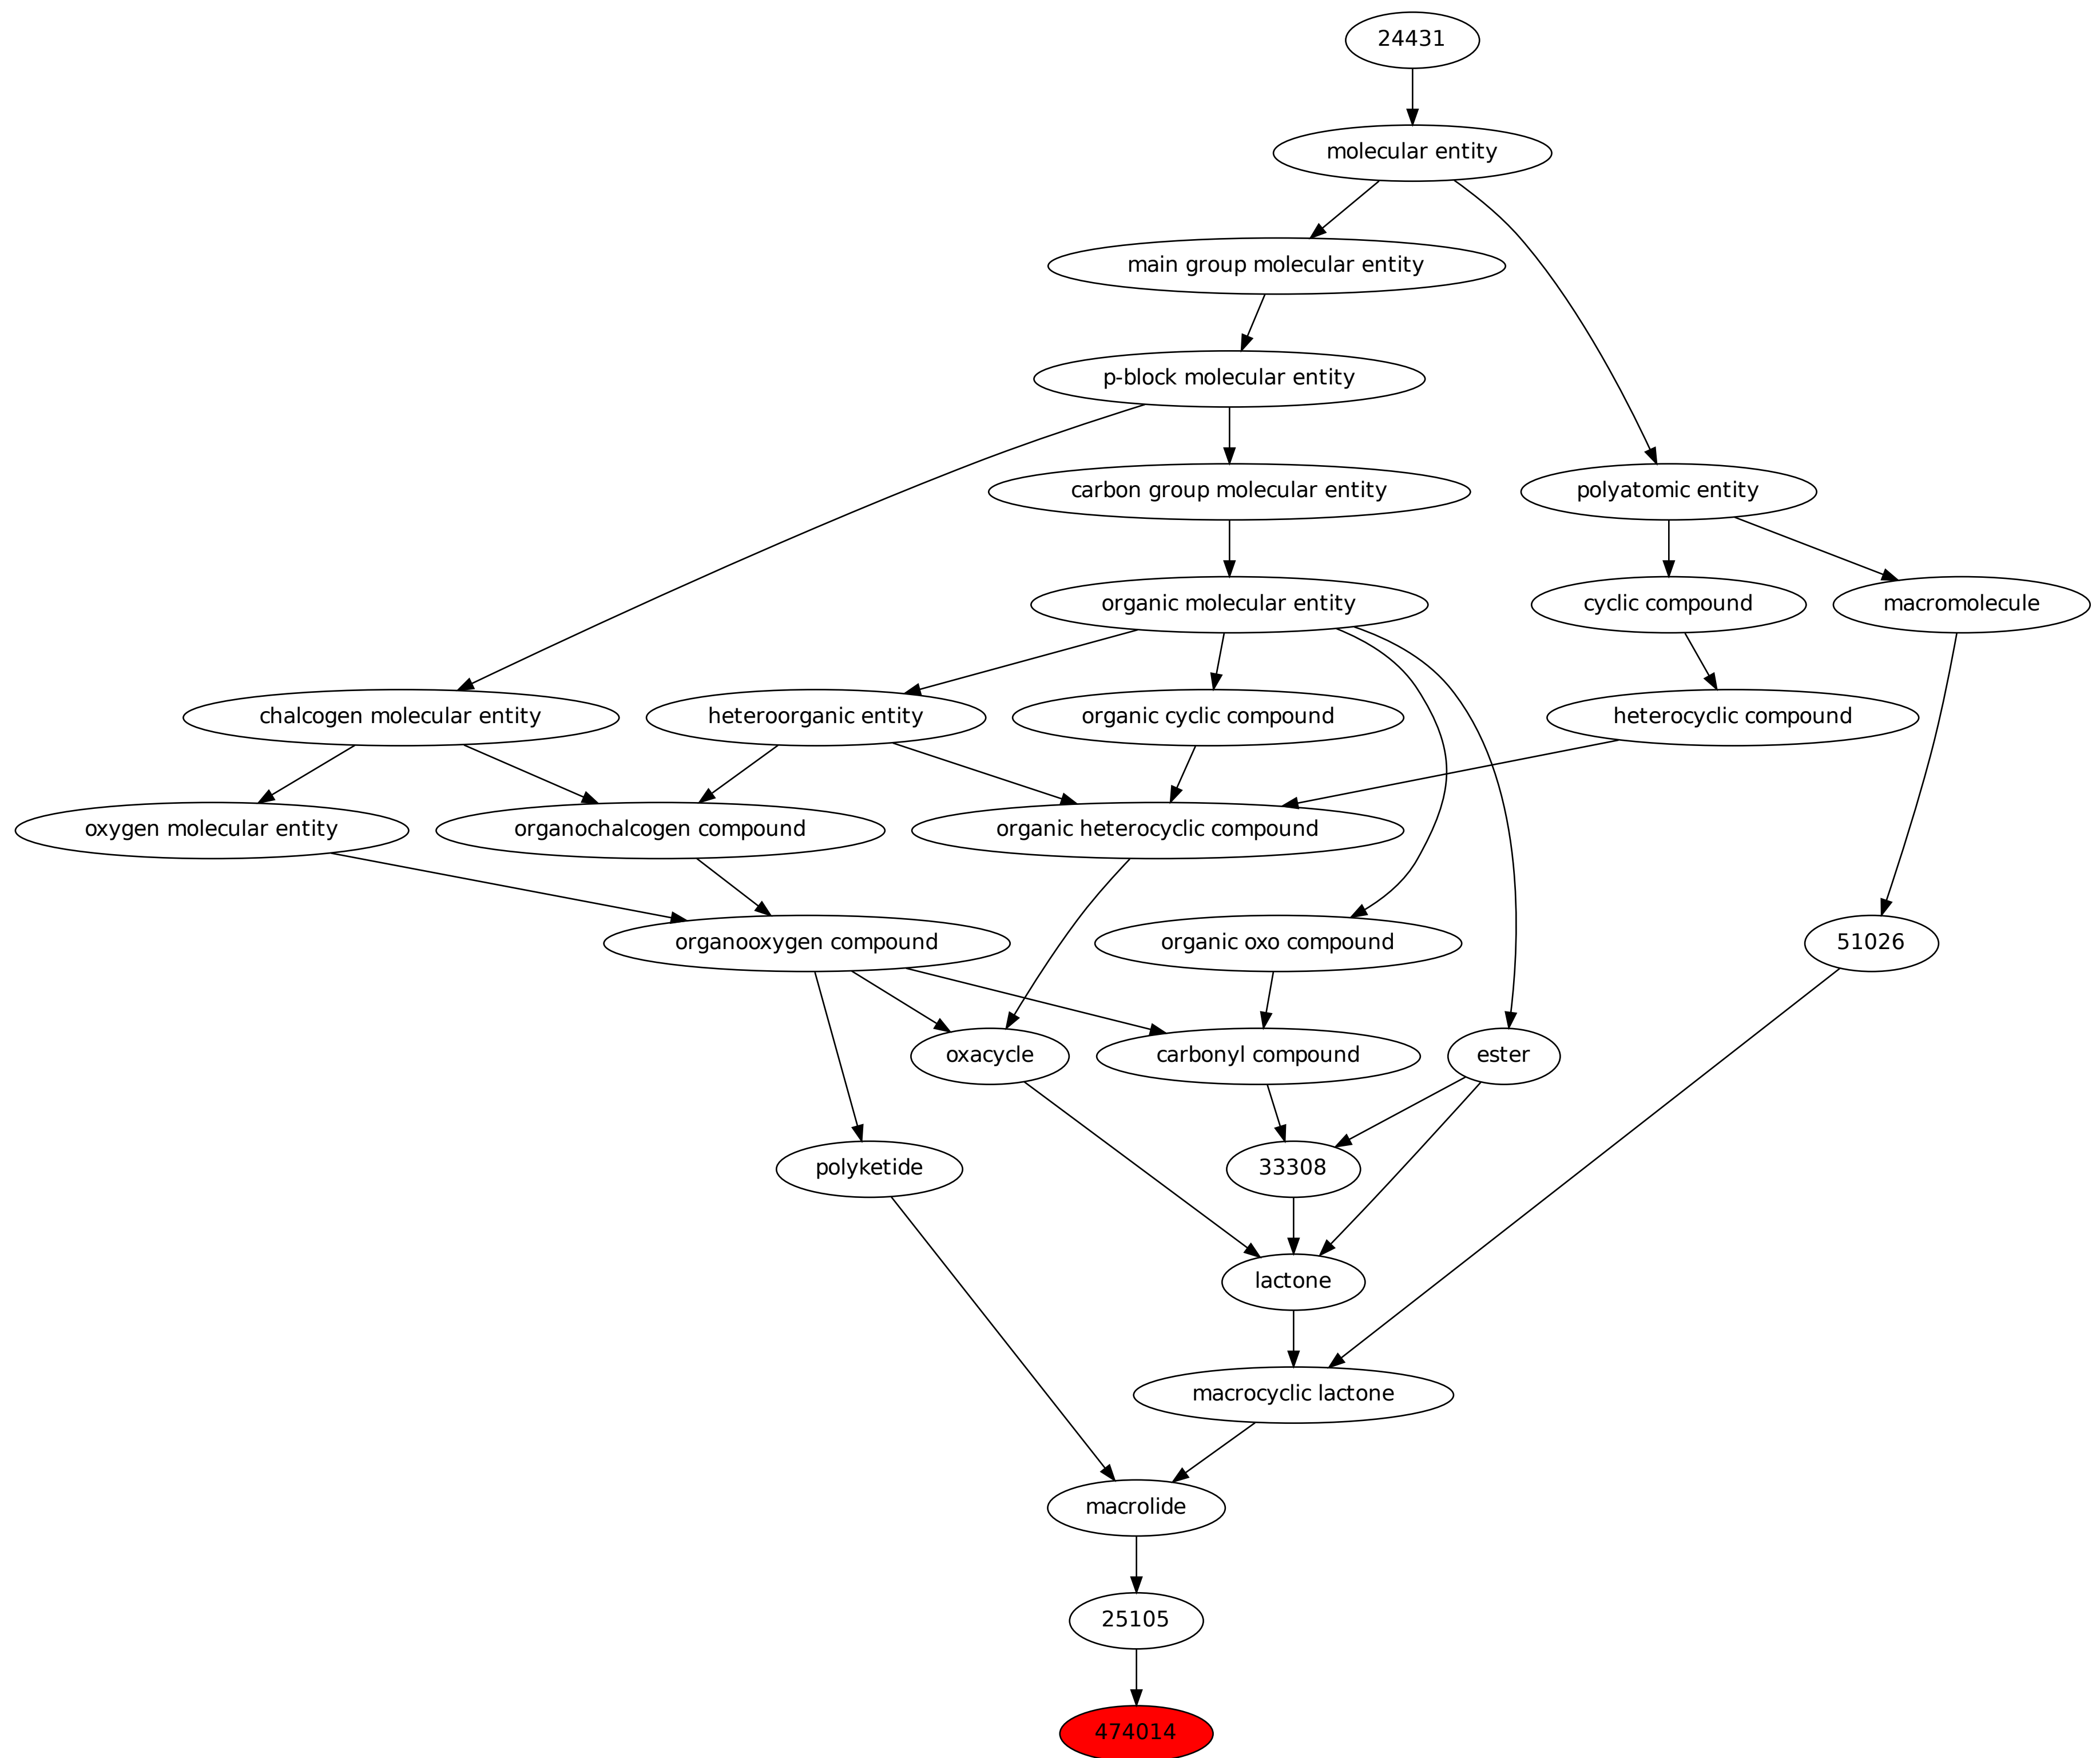 24431
molecular entity
main group molecular entity
p-block molecular entity
carbon group molecular entity
polyatomic entity
organic molecular entity
cyclic compound
macromolecule
chalcogen molecular entity
heteroorganic entity
organic cyclic compound
heterocyclic compound
oxygen molecular entity
organochalcogen compound
organic heterocyclic compound
organooxygen compound
organic oxo compound
51026
oxacycle
carbonyl compound
ester
polyketide
33308
lactone
macrocyclic lactone
macrolide
25105
474014